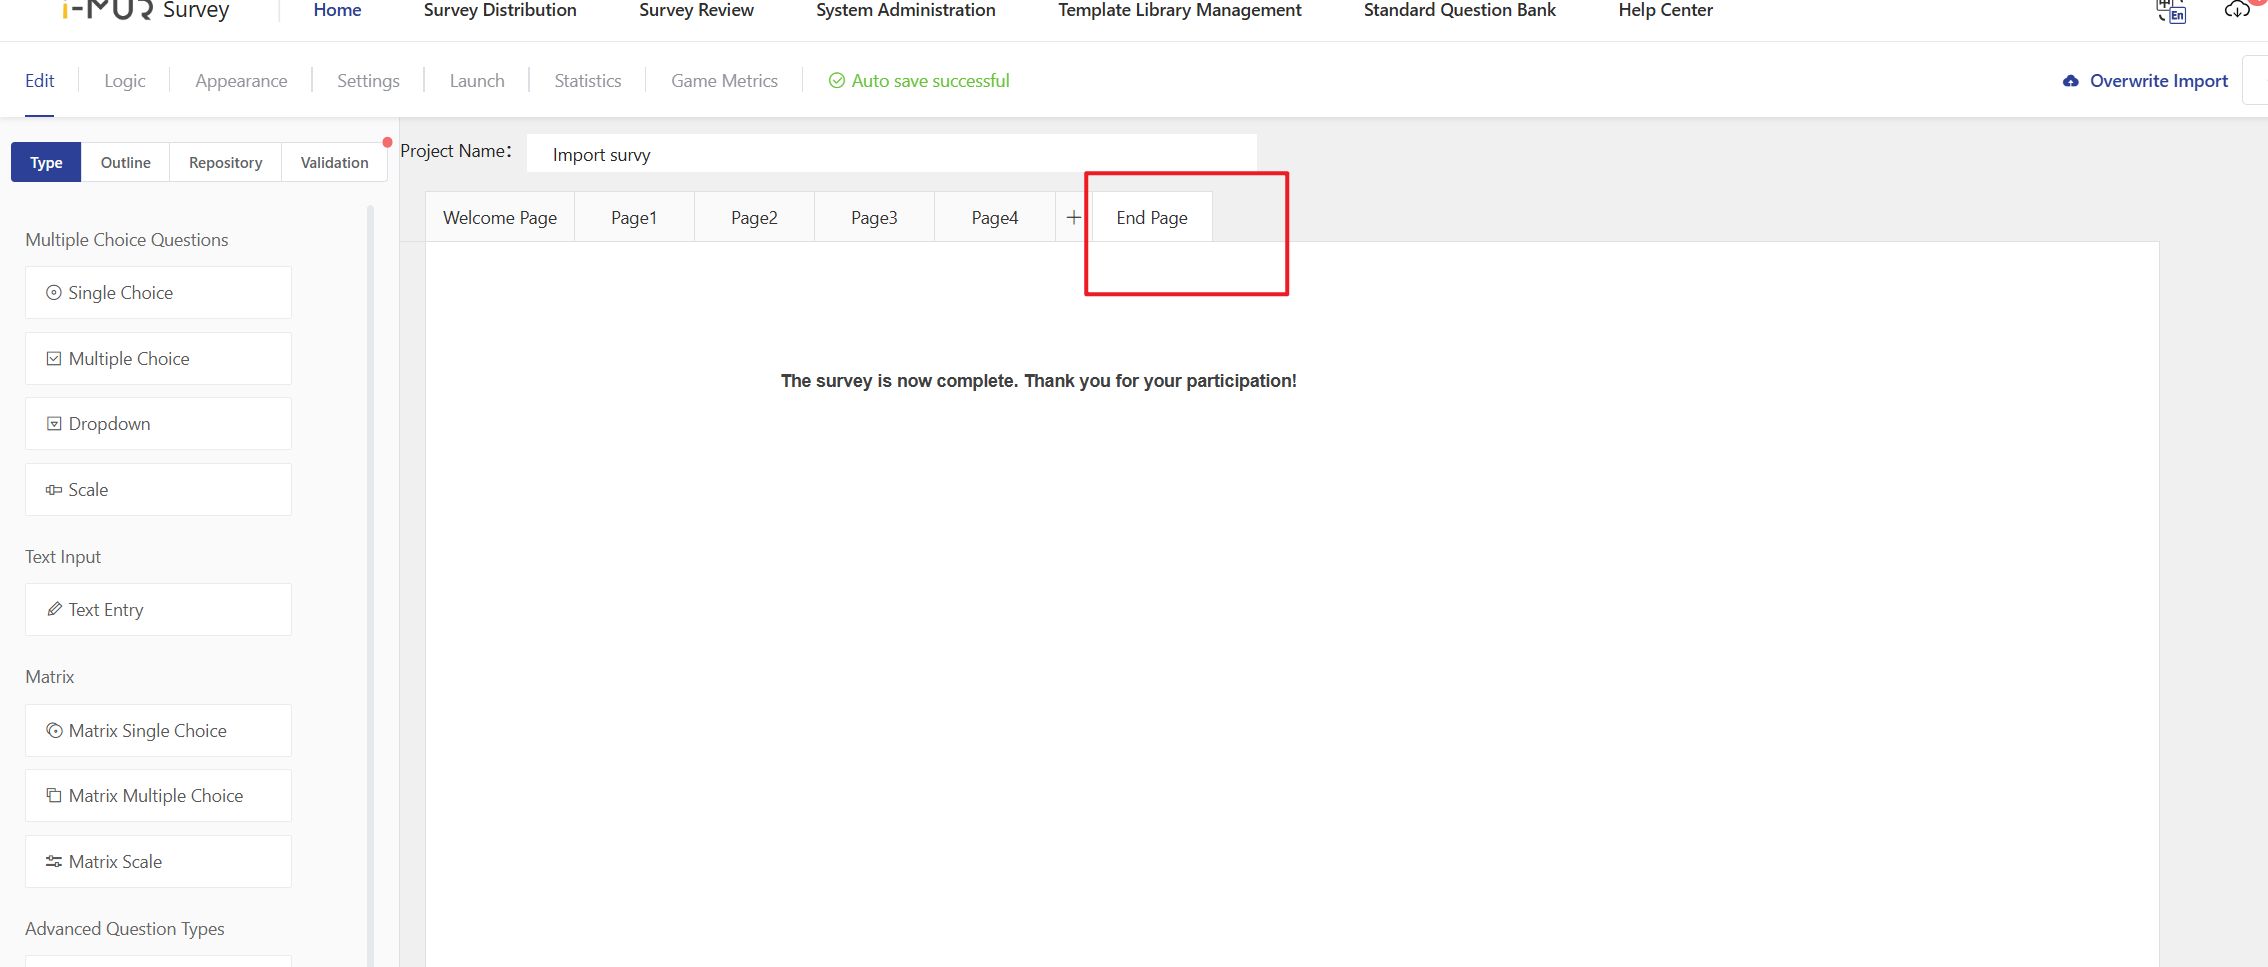 i-MUR Survey
Home
Survey Distribution
Survey Review
System Administration
Template Library Management
Standard Question Bank
Help Center
En
Edit
Logic
Appearance
Settings
Launch
Statistics
Game Metrics
Auto save successful
Overwrite Import
Type
Outline
Repository
Validation
Project Name：
Import survy
Welcome Page
Page1
Page2
Page3
Page4
+
End Page
Multiple Choice Questions
Single Choice
Multiple Choice
Dropdown
Scale
The survey is now complete. Thank you for your participation!
Text Input
Text Entry
Matrix
Matrix Single Choice
Matrix Multiple Choice
Matrix Scale
Advanced Question Types